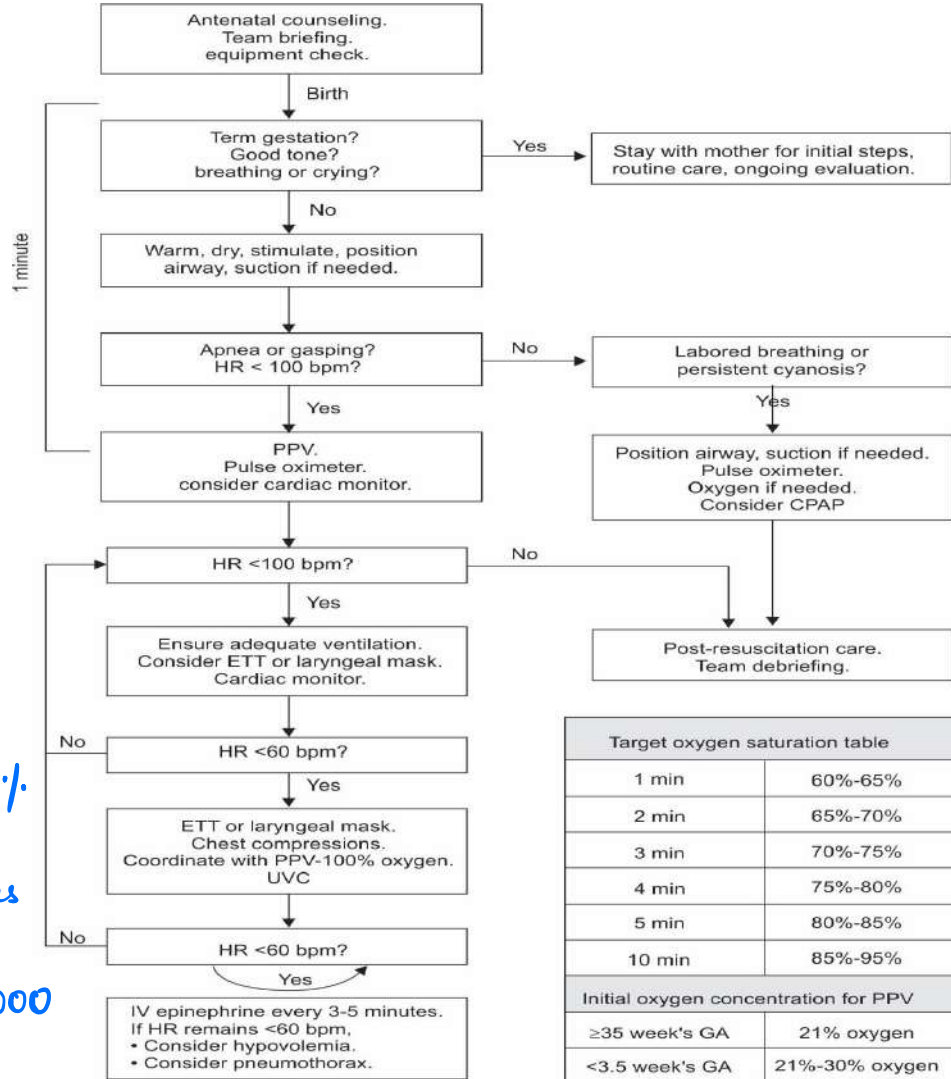 Antenatal counseling.
Team briefing.
equipment check.
Birth
1 minute
Term gestation?
Good tone?
breathing or crying?
Yes
Stay with mother for initial steps,
routine care, ongoing evaluation.
No
Warm, dry, stimulate, position
airway, suction if needed.
Apnea or gasping?
HR < 100 bpm?
No
Labored breathing or
persistent cyanosis?
Yes
Yes
PPV.
Pulse oximeter.
consider cardiac monitor.
Position airway, suction if needed.
Pulse oximeter.
Oxygen if needed.
Consider CPAP
HR <100 bpm?
No
Yes
Ensure adequate ventilation.
Consider ETT or laryngeal mask.
Cardiac monitor.
Post-resuscitation care.
Team debriefing.
No
HR <60 bpm?
Yes
%
ETT or laryngeal mask.
Chest compressions.
Coordinate with PPV-100% oxygen.
UVC
No
HR <60 bpm?
Yes
000
IV epinephrine every 3-5 minutes.
If HR remains <60 bpm,
• Consider hypovolemia.
• Consider pneumothorax.
Target oxygen saturation table
1 min 60%-65%
2 min 65%-70%
3 min 70%-75%
4 min 75%-80%
5 min 80%-85%
10 min 85%-95%
Initial oxygen concentration for PPV
≥35 week's GA 21% oxygen
<3.5 week's GA 21%-30% oxygen